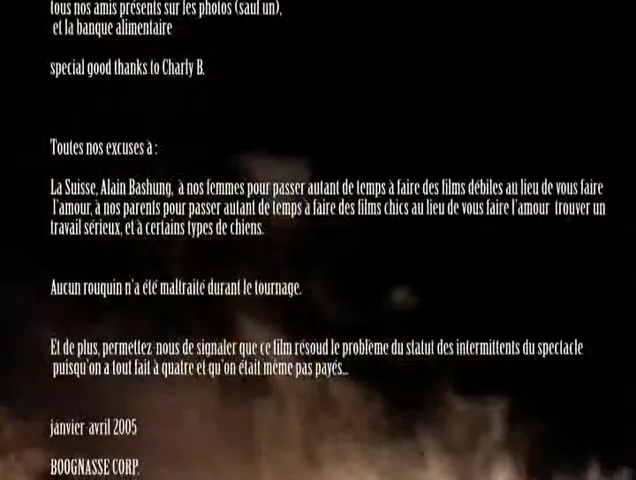 tous nos amis présents sur les photos (sauf un),
et la banque alimentaire
special good thanks to Charly B.
Toutes nos excuses à :
La Suisse, Alain Bashung, à nos femmes pour passer autant de temps à faire des films débiles au lieu de vous faire
l'amour, à nos parents pour passer autant de temps à faire des films chics au lieu de vous faire l'amour trouver un
travail sérieux, et à certains types de chiens.
Aucun rouquin n'a été maltraité durant le tournage.
Et de plus, permettez-nous de signaler que ce film résoud le problème du statut des intermittents du spectacle
puisqu'on a tout fait à quatre et qu'on était même pas payés...
janvier-avril 2005
BOOGNASSE CORP.